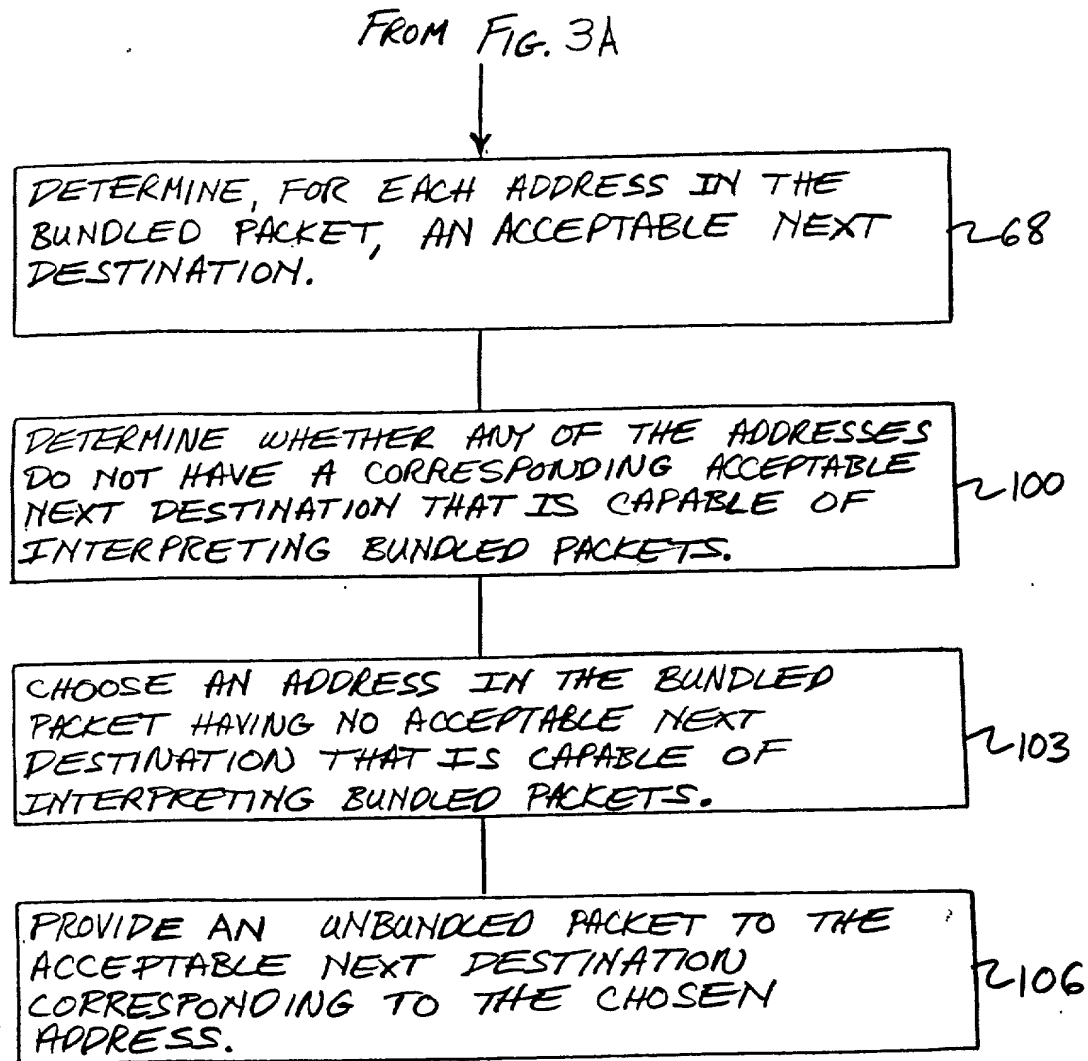 FROM FIG. 3A
DETERMINE, FOR EACH ADDRESS IN THE
BUNDLED PACKET, AN ACCEPTABLE NEXT
DESTINATION.
68
DETERMINE WHETHER ANY OF THE ADDRESSES
DO NOT HAVE A CORRESPONDING ACCEPTABLE
NEXT DESTINATION THAT IS CAPABLE OF
INTERPRETING BUNDLED PACKETS.
100
CHOOSE AN ADDRESS IN THE BUNDLED
PACKET HAVING NO ACCEPTABLE NEXT
DESTINATION THAT IS CAPABLE OF
INTERPRETING BUNDLED PACKETS.
103
PROVIDE AN UNBUNDLED PACKET TO THE
ACCEPTABLE NEXT DESTINATION
CORRESPONDING TO THE CHOSEN
ADDRESS.
106